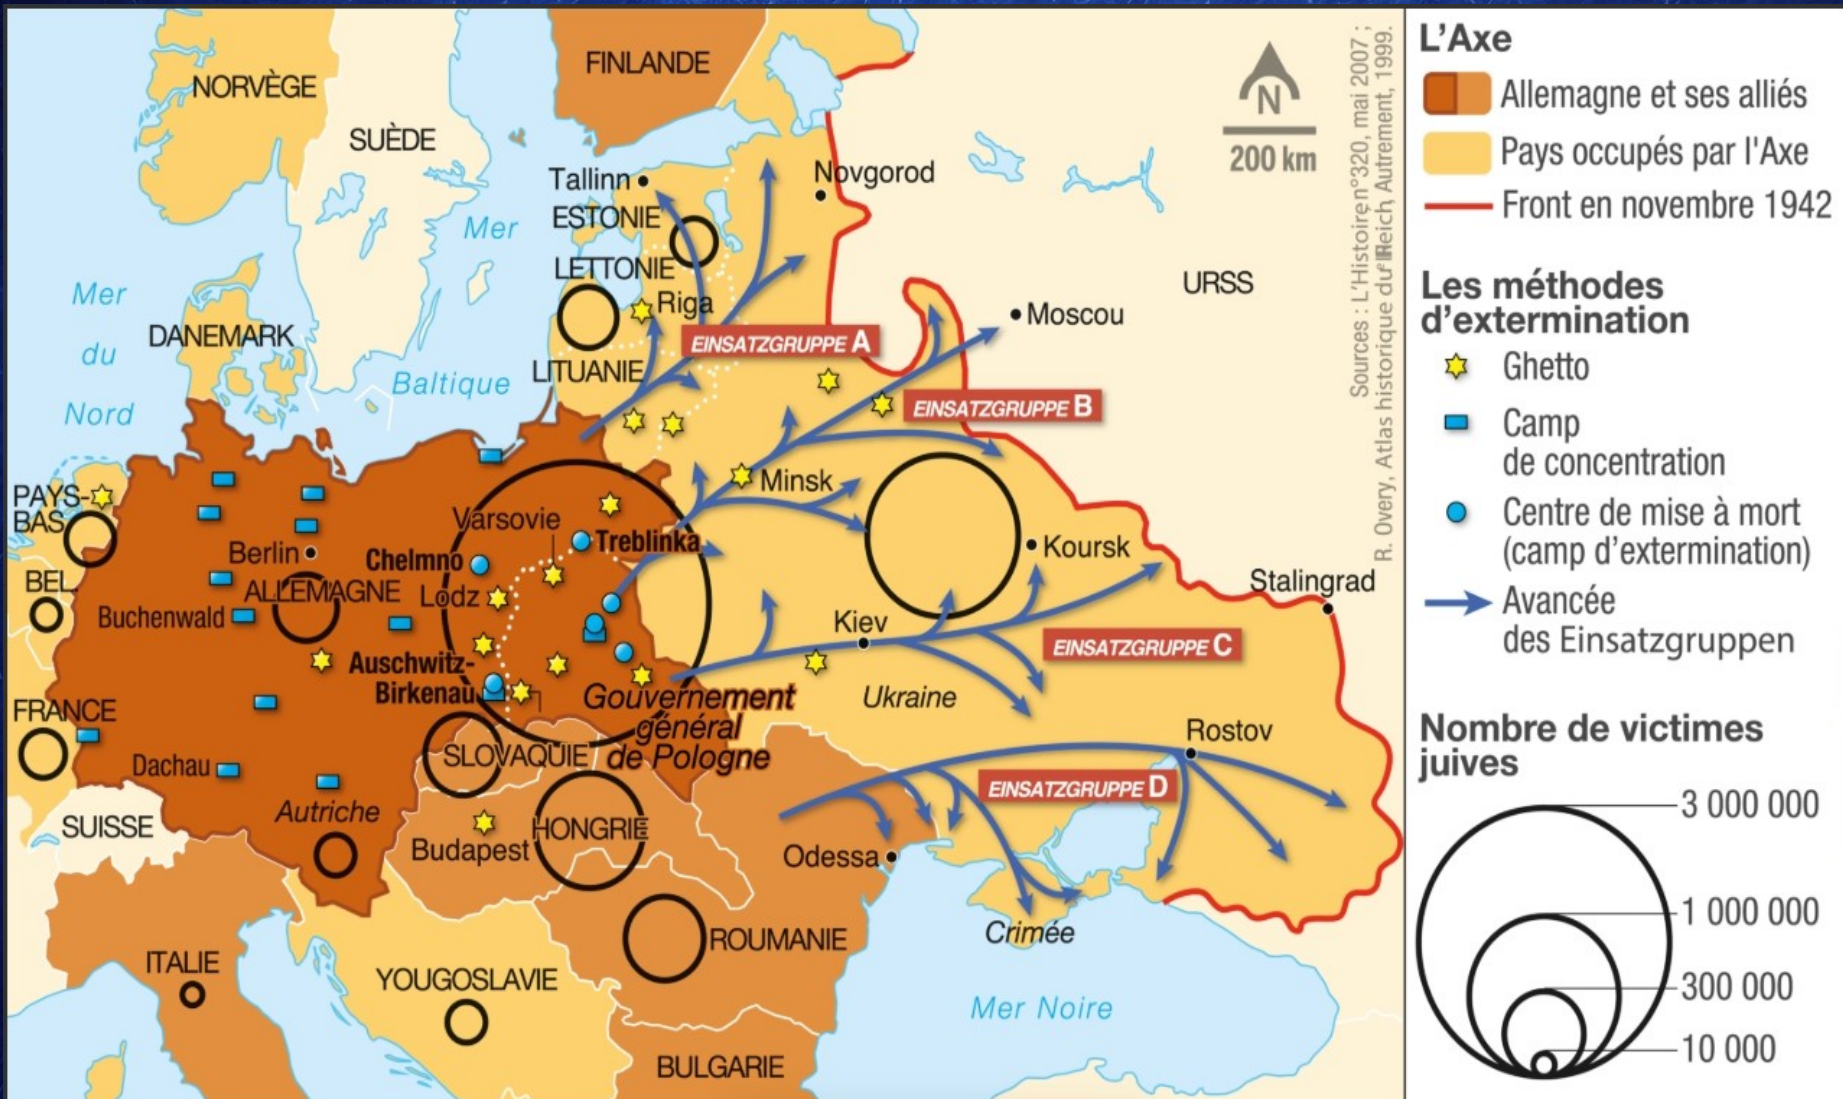 NORVÈGE
SUÈDE
FINLANDE
N
200 km
Tallinn
ESTONIE
Novgorod
LETTONIE
Riga
Mer
Baltique
URSS
Moscou
Mer
du
Nord
DANEMARK
LITUANIE
EINSATZGRUPPE A
EINSATZGRUPPE B
PAYS-
BAS
Minsk
Varsovie
Treblinka
Koursk
Berlin
Chelmno
BEL.
ALLEMAGNE
Lodz
Stalingrad
Buchenwald
Kiev
EINSATZGRUPPE C
Auschwitz-
Birkenau
Gouvernement
général
de Pologne
Ukraine
FRANCE
Rostov
SLOVAQUIE
Dachau
EINSATZGRUPPE D
Autriche
SUISSE
HONGRIE
Budapest
Odessa
Crimée
ROUMANIE
ITALIE
YOUGOSLAVIE
Mer Noire
BULGARIE
Sources : L'Histoire, n°320, mai 2007 ;
R. Overy, Atlas historique du IIIe Reich, Autrement, 1999.
L'Axe
Allemagne et ses alliés
Pays occupés par l'Axe
Front en novembre 1942
Les méthodes
d'extermination
Ghetto
Camp
de concentration
Centre de mise à mort
(camp d'extermination)
Avancée
des Einsatzgruppen
Nombre de victimes
juives
3 000 000
1 000 000
300 000
10 000